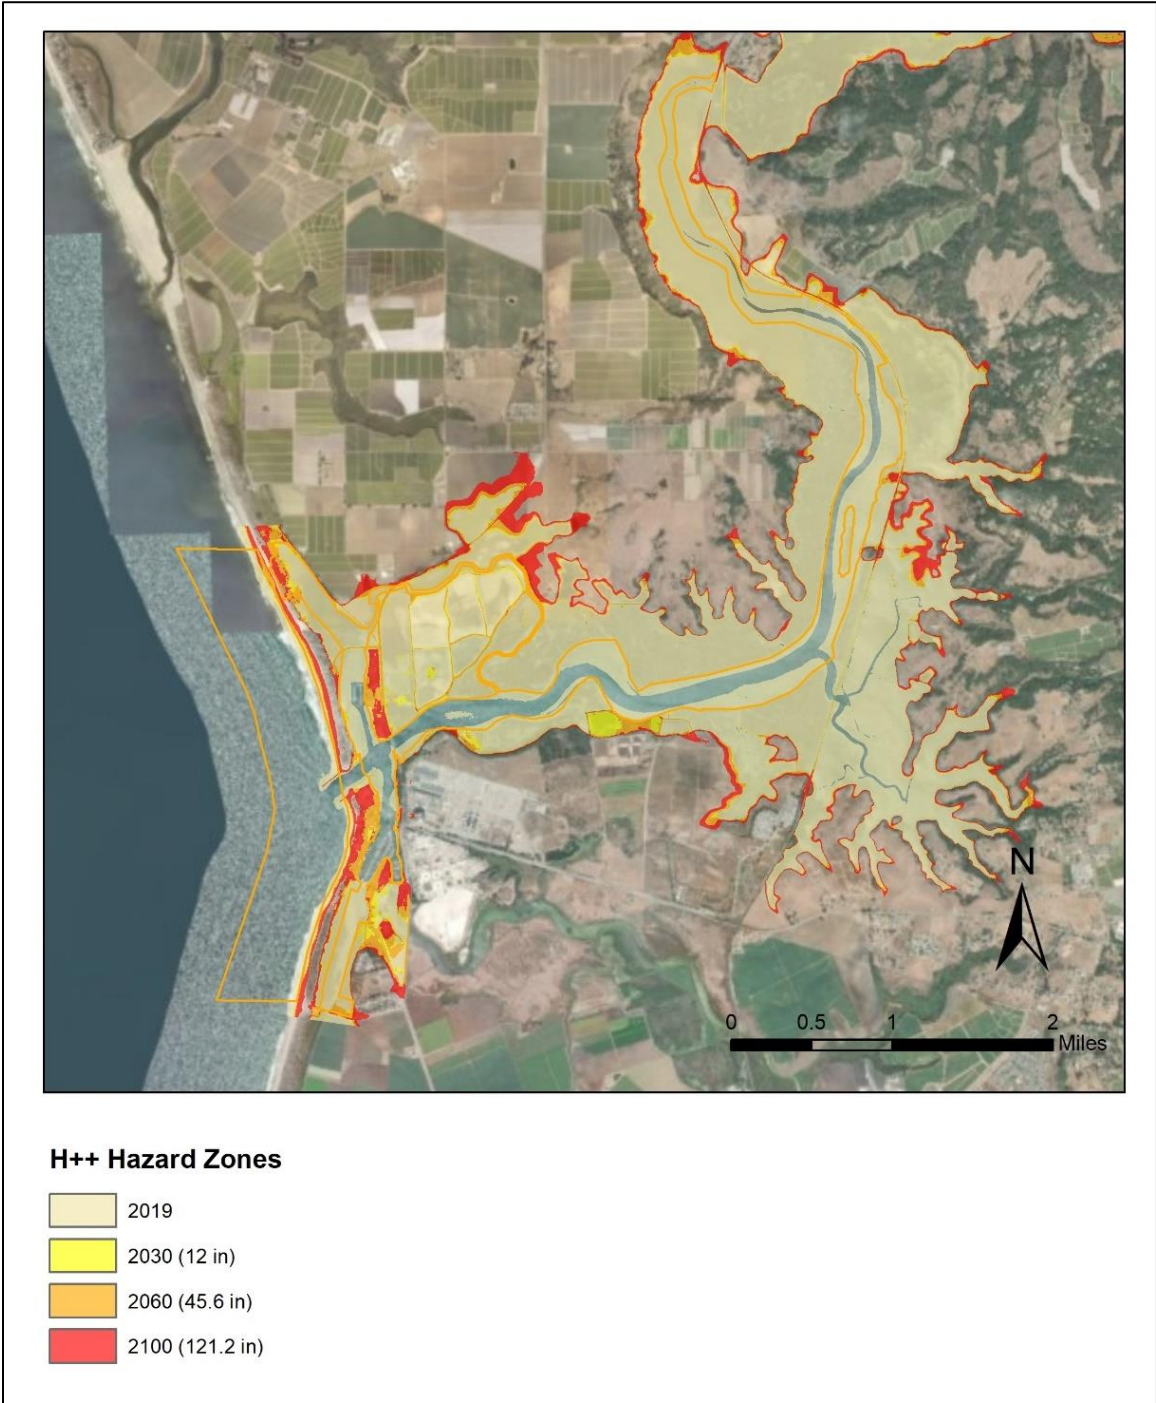 N
0 0.5 1 2
Miles
H++ Hazard Zones
2019
2030 (12 in)
2060 (45.6 in)
2100 (121.2 in)